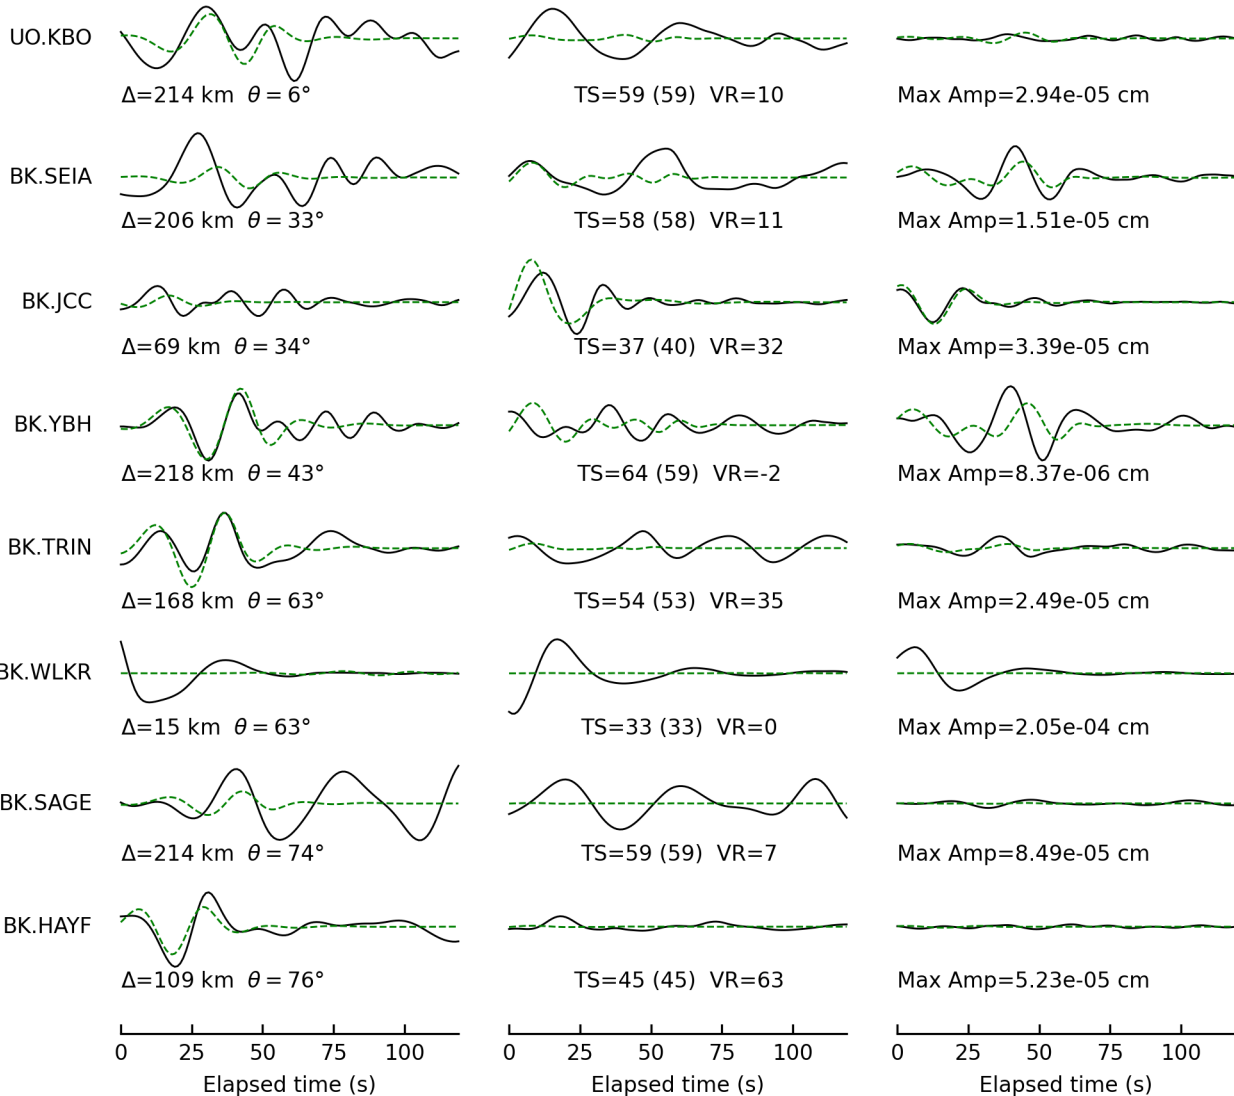 UO.KBO
Δ=214 km θ = 6° TS=59 (59) VR=10 Max Amp=2.94e-05 cm
BK.SEIA
Δ=206 km θ = 33° TS=58 (58) VR=11 Max Amp=1.51e-05 cm
BK.JCC
Δ=69 km θ = 34° TS=37 (40) VR=32 Max Amp=3.39e-05 cm
BK.YBH
Δ=218 km θ = 43° TS=64 (59) VR=-2 Max Amp=8.37e-06 cm
BK.TRIN
Δ=168 km θ = 63° TS=54 (53) VR=35 Max Amp=2.49e-05 cm
BK.WLKR
Δ=15 km θ = 63° TS=33 (33) VR=0 Max Amp=2.05e-04 cm
BK.SAGE
Δ=214 km θ = 74° TS=59 (59) VR=7 Max Amp=8.49e-05 cm
BK.HAYF
Δ=109 km θ = 76° TS=45 (45) VR=63 Max Amp=5.23e-05 cm
0 25 50 75 100 0 25 50 75 100 0 25 50 75 100
Elapsed time (s) Elapsed time (s) Elapsed time (s)